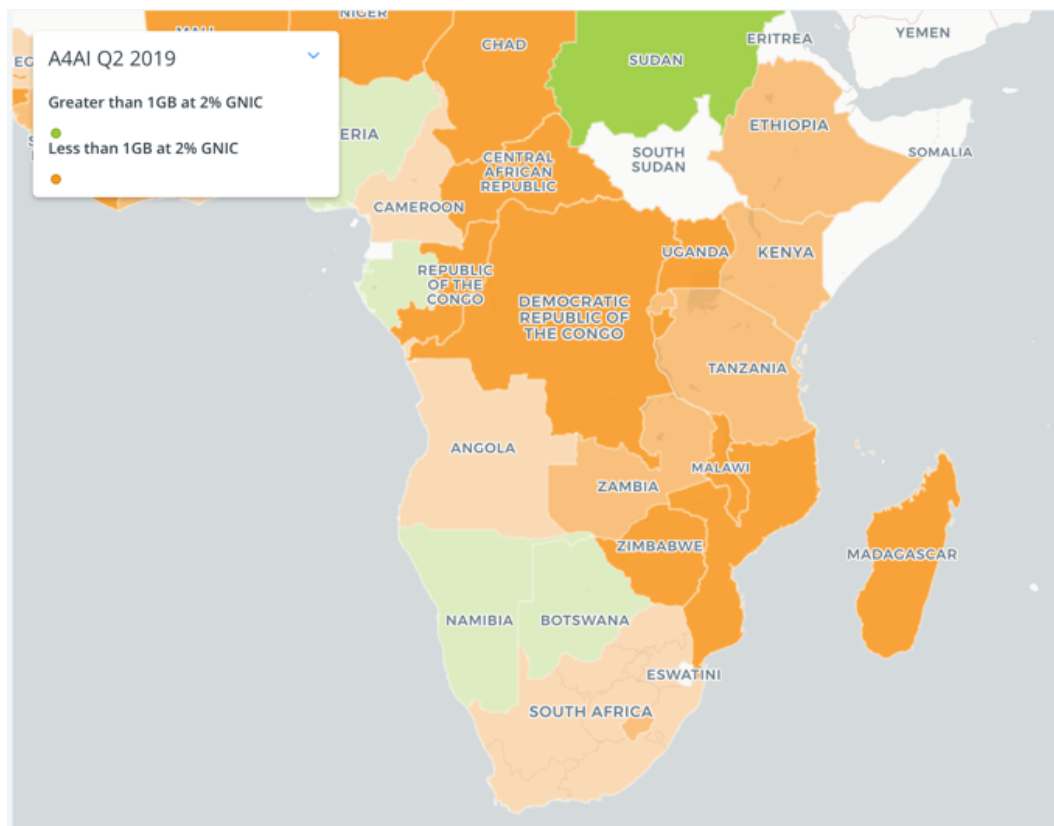 NIGER
MALI
CHAD
ERITREA
YEMEN
A4AI Q2 2019
SUDAN
Greater than 1GB at 2% GNIC
Less than 1GB at 2% GNIC
ERIA
ETHIOPIA
SOUTH
SUDAN
SOMALIA
CENTRAL
AFRICAN
REPUBLIC
CAMEROON
UGANDA
KENYA
REPUBLIC
OF THE
CONGO
DEMOCRATIC
REPUBLIC OF
THE CONGO
TANZANIA
ANGOLA
MALAWI
ZAMBIA
ZIMBABWE
MADAGASCAR
NAMIBIA
BOTSWANA
ESWATINI
SOUTH AFRICA